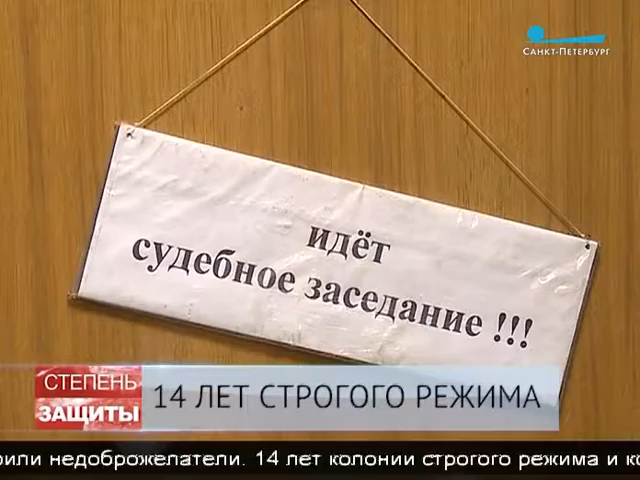 САНКТ-ПЕТЕРБУРГ
идёт
судебное заседание !!!
СТЕПЕНЬ
ЗАЩИТЫ
14 ЛЕТ СТРОГОГО РЕЖИМА
недоброжелатели. 14 лет колонии строгого режима и